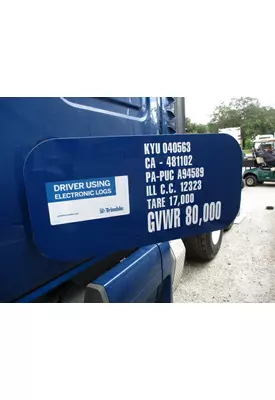 KYU 040563
CA - 481102
PA-PUC A94589
ILL C.C. 12323
TARE 17,000
GVWR 80,000
DRIVER USING
ELECTRONIC LOGS
Trimble